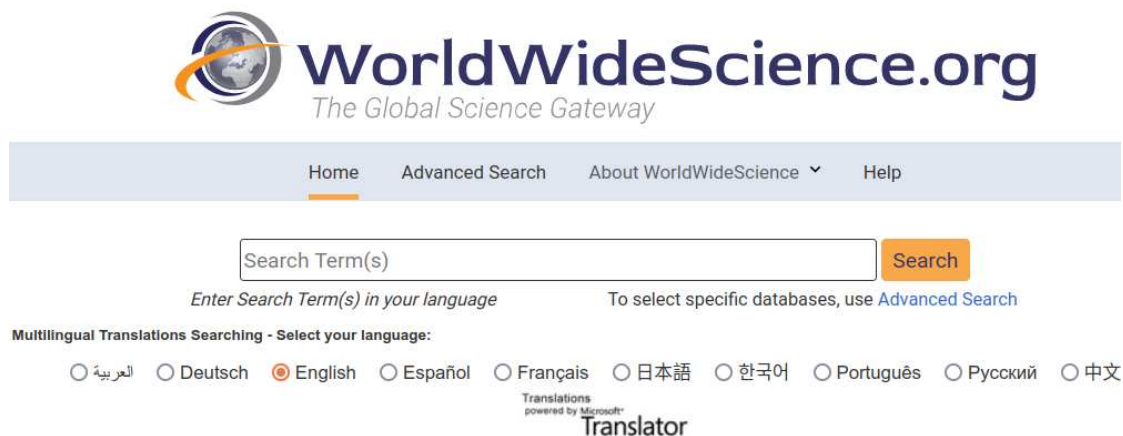 WorldWideScience.org
The Global Science Gateway
Home Advanced Search About WorldWideScience Help
Search Term(s) Search
Enter Search Term(s) in your language To select specific databases, use Advanced Search
Multilingual Translations Searching - Select your language:
العربية Deutsch English Español Français 日本語 한국어 Português Русский 中文
Translations
powered by Microsoft®
Translator